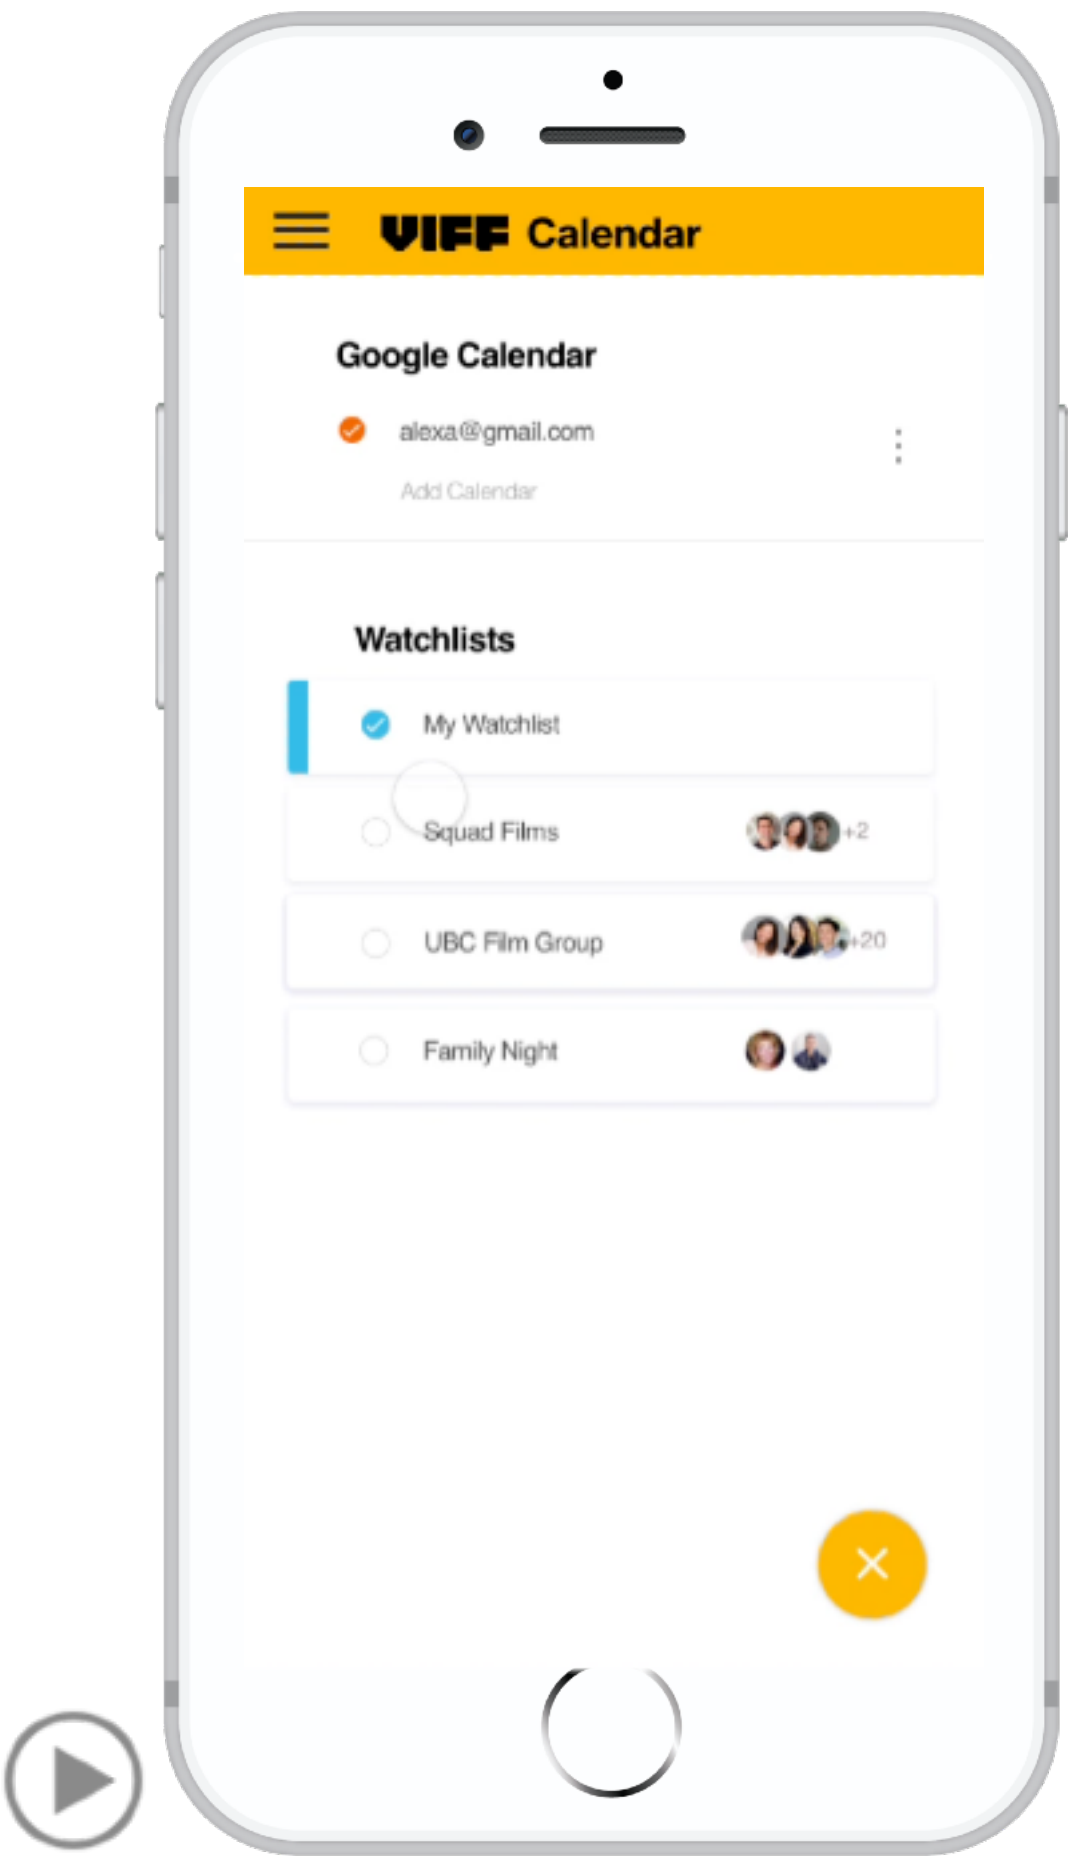 VIFF Calendar
Google Calendar
alexa@gmail.com
Add Calendar
Watchlists
My Watchlist
Squad Films +2
UBC Film Group +20
Family Night